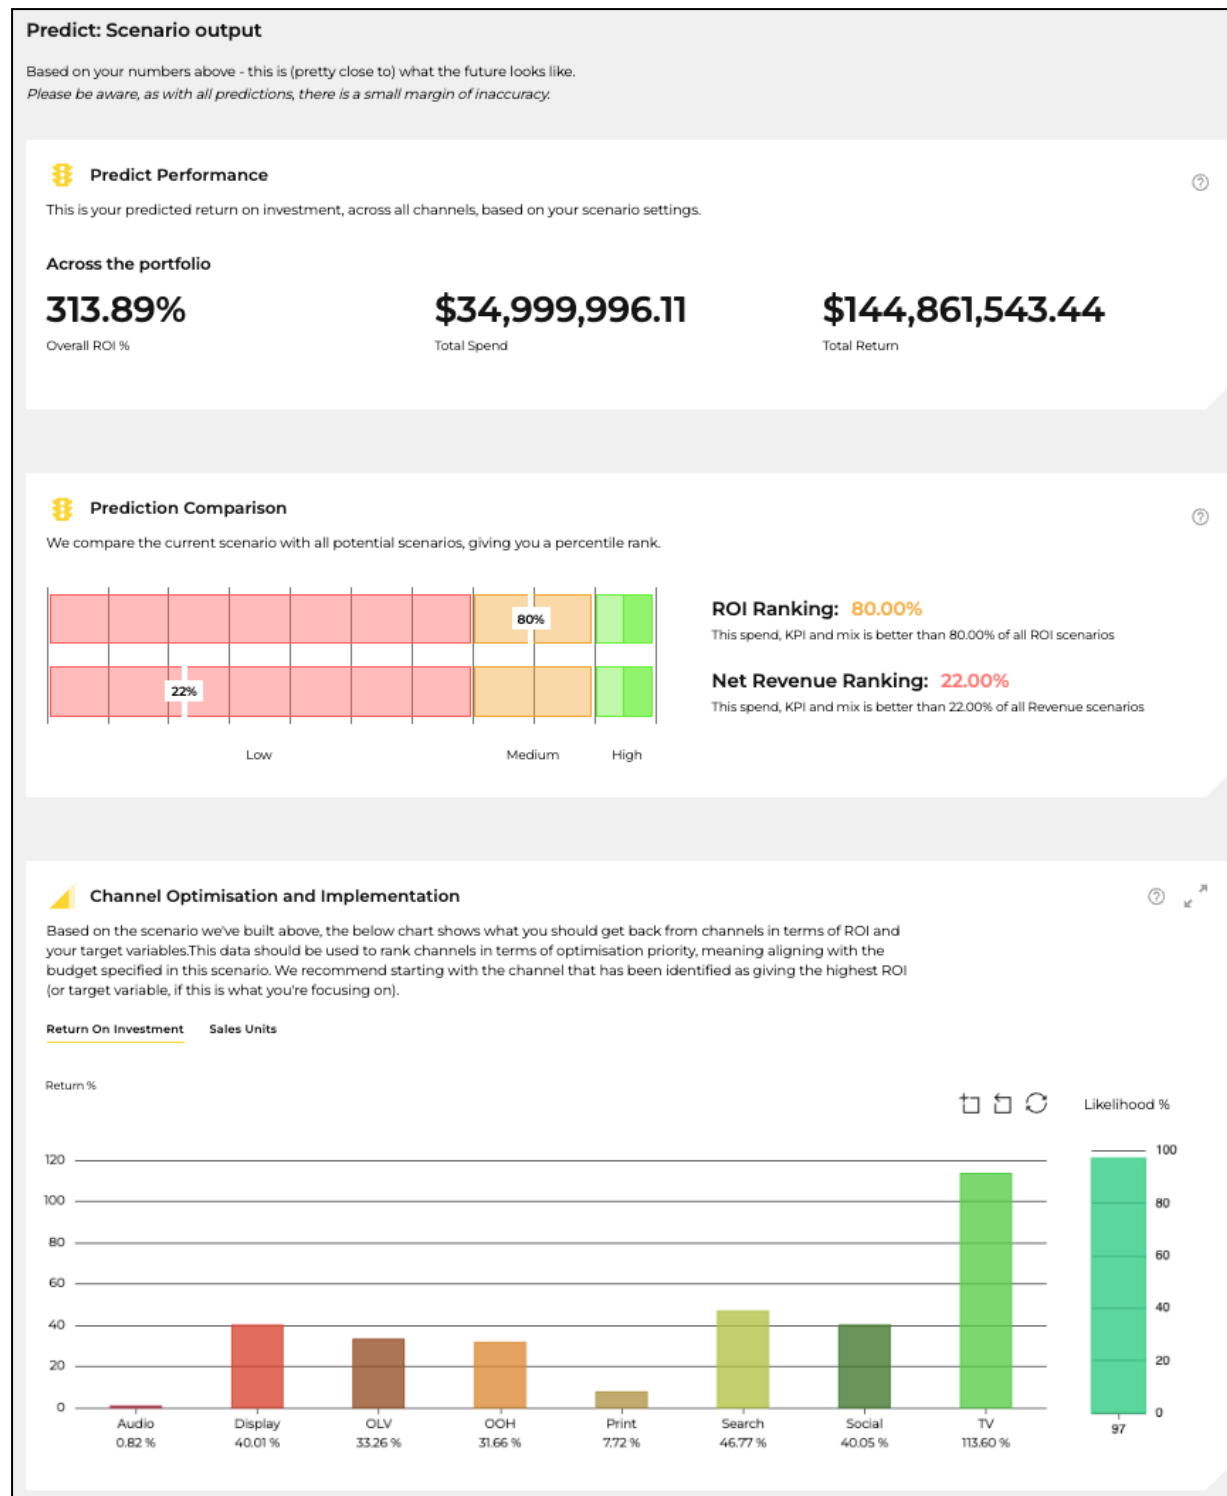 Predict: Scenario output
Based on your numbers above - this is (pretty close to) what the future looks like.
Please be aware, as with all predictions, there is a small margin of inaccuracy.
Predict Performance
?
This is your predicted return on investment, across all channels, based on your scenario settings.
Across the portfolio
313.89% $34,999,996.11 $144,861,543.44
Overall ROI % Total Spend Total Return
Prediction Comparison
?
We compare the current scenario with all potential scenarios, giving you a percentile rank.
80%
22%
Low Medium High
ROI Ranking: 80.00%
This spend, KPI and mix is better than 80.00% of all ROI scenarios
Net Revenue Ranking: 22.00%
This spend, KPI and mix is better than 22.00% of all Revenue scenarios
Channel Optimisation and Implementation
?
Based on the scenario we've built above, the below chart shows what you should get back from channels in terms of ROI and
your target variables.This data should be used to rank channels in terms of optimisation priority, meaning aligning with the
budget specified in this scenario. We recommend starting with the channel that has been identified as giving the highest ROI
(or target variable, if this is what you're focusing on).
Return On Investment Sales Units
Return %
Likelihood %
120
100
80
60
40
20
0
Audio Display OLV OOH Print Search Social TV
0.82 % 40.01 % 33.26 % 31.66 % 7.72 % 46.77 % 40.05 % 113.60 %
100
80
60
40
20
0
97